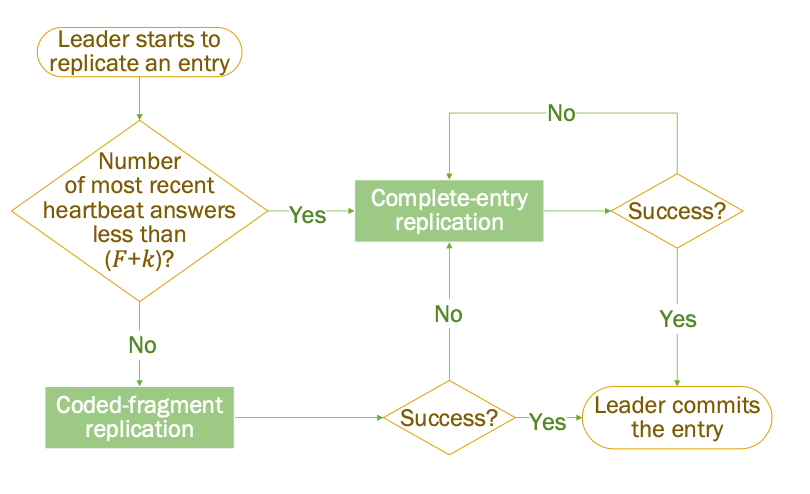 Leader starts to
replicate an entry
Number
of most recent
heartbeat answers
less than
(F+k)?
Yes
Complete-entry
replication
No
Success?
No
No
Yes
Coded-fragment
replication
Success?
Yes
Leader commits
the entry